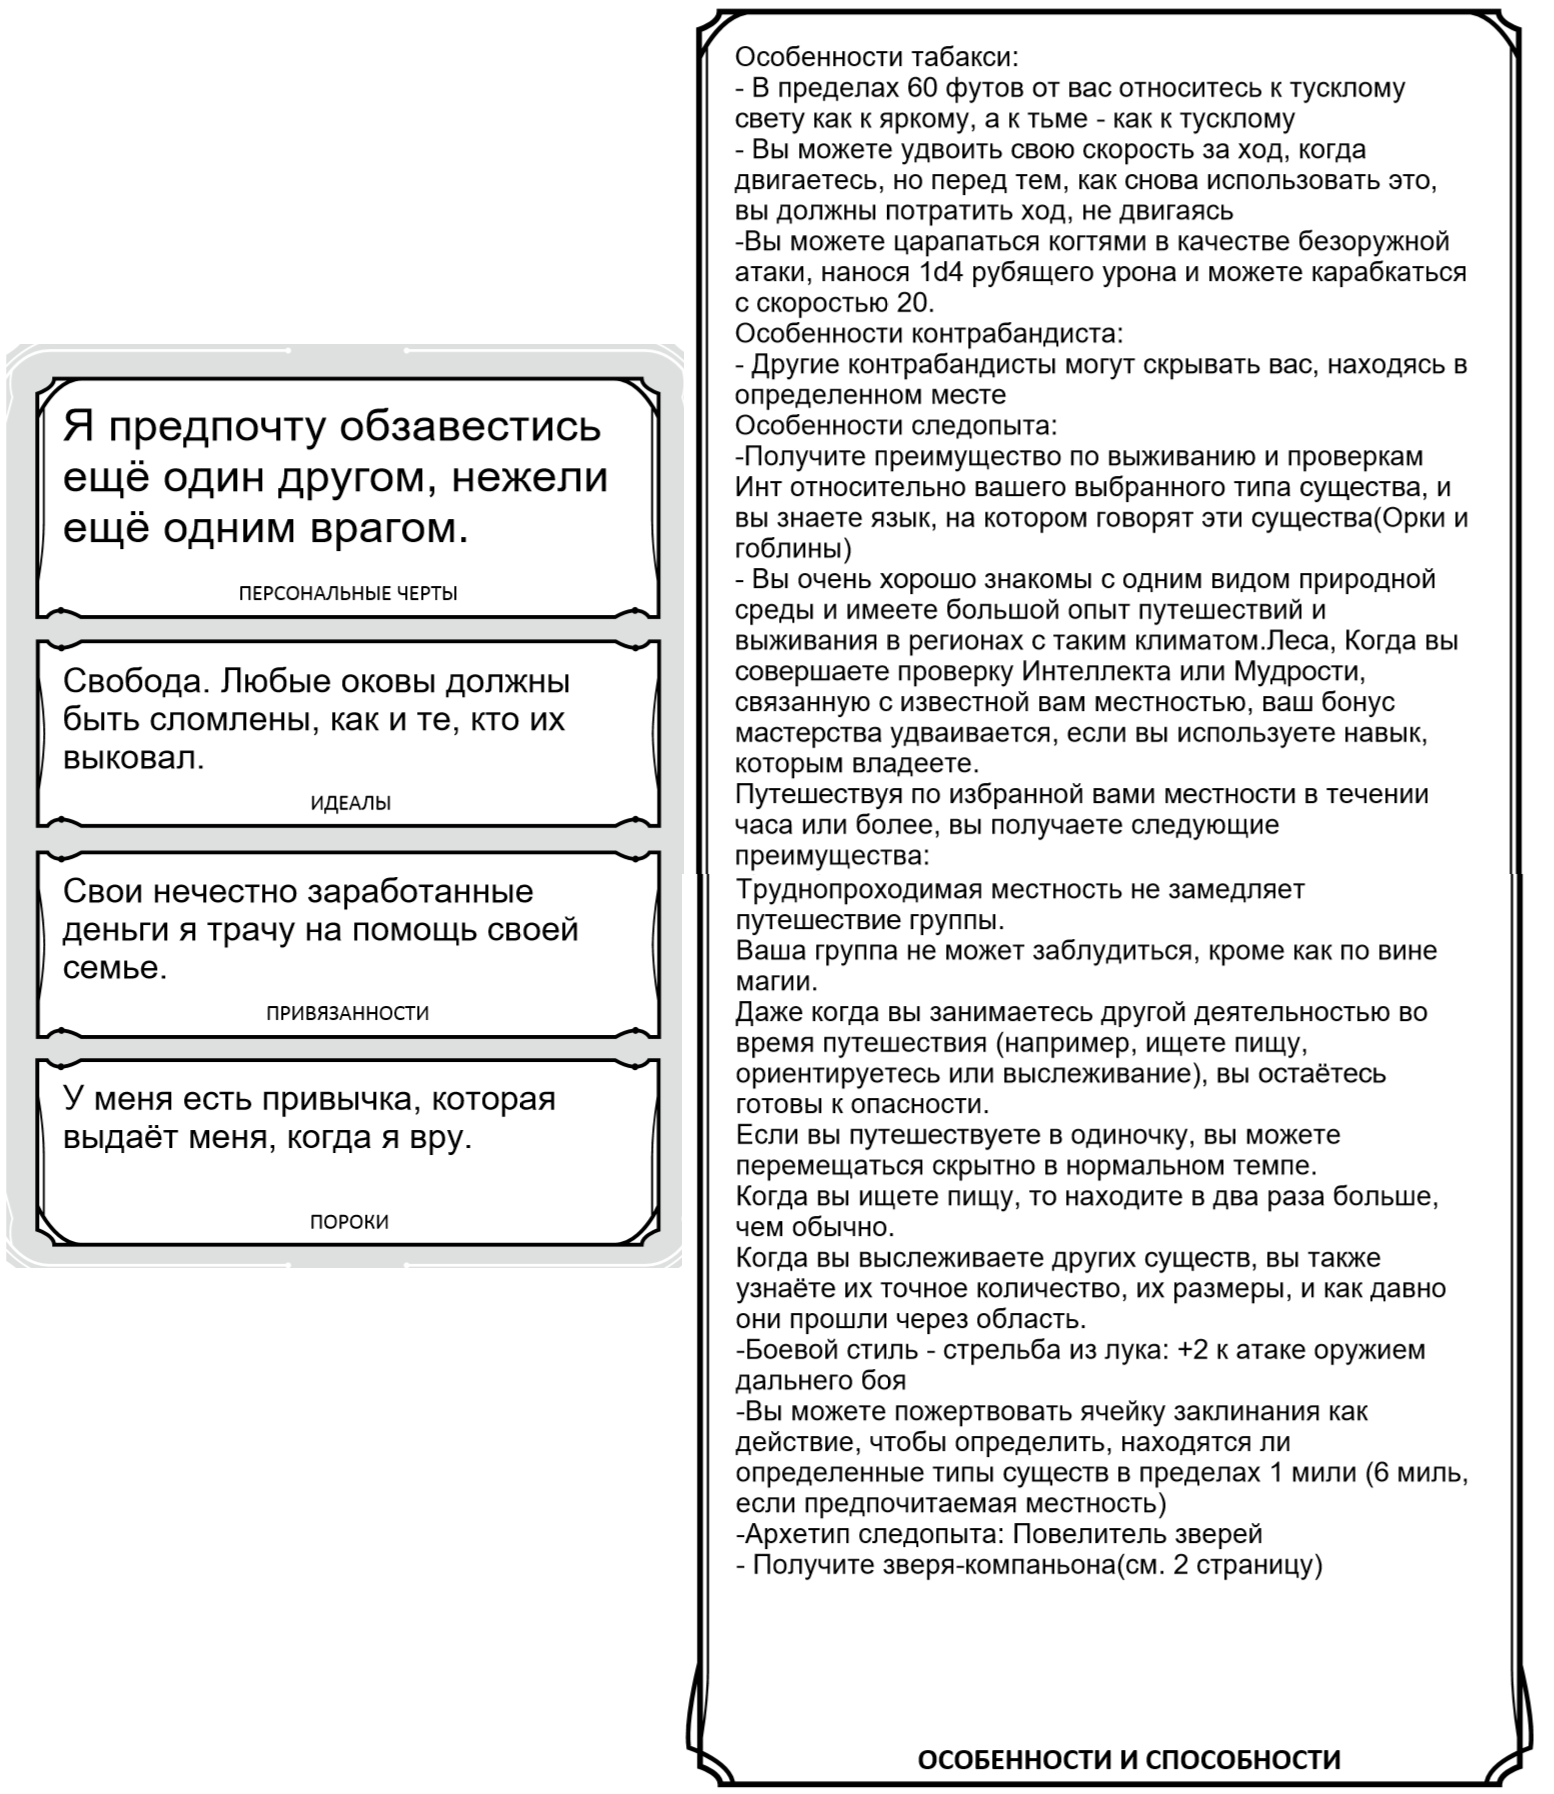 Я предпочту обзавестись
ещё один другом, нежели
ещё одним врагом.
ПЕРСОНАЛЬНЫЕ ЧЕРТЫ
Свобода. Любые оковы должны
быть сломлены, как и те, кто их
выковал.
ИДЕАЛЫ
Свои нечестно заработанные
деньги я трачу на помощь своей
семье.
ПРИВЯЗАННОСТИ
У меня есть привычка, которая
выдаёт меня, когда я вру.
ПОРОКИ
Особенности табакси:
- В пределах 60 футов от вас относитесь к тусклому
свету как к яркому, а к тьме - как к тусклому
- Вы можете удвоить свою скорость за ход, когда
двигаетесь, но перед тем, как снова использовать это,
вы должны потратить ход, не двигаясь
-Вы можете царапаться когтями в качестве безоружной
атаки, нанося 1d4 рубящего урона и можете карабкаться
с скоростью 20.
Особенности контрабандиста:
- Другие контрабандисты могут скрывать вас, находясь в
определенном месте
Особенности следопыта:
-Получите преимущество по выживанию и проверкам
Инт относительно вашего выбранного типа существа, и
вы знаете язык, на котором говорят эти существа(Орки и
гоблины)
- Вы очень хорошо знакомы с одним видом природной
среды и имеете большой опыт путешествий и
выживания в регионах с таким климатом.Леса, Когда вы
совершаете проверку Интеллекта или Мудрости,
связанную с известной вам местностью, ваш бонус
мастерства удваивается, если вы используете навык,
которым владеете.
Путешествуя по избранной вами местности в течении
часа или более, вы получаете следующие
преимущества:
Труднопроходимая местность не замедляет
путешествие группы.
Ваша группа не может заблудиться, кроме как по вине
магии.
Даже когда вы занимаетесь другой деятельностью во
время путешествия (например, ищете пищу,
ориентируетесь или выслеживание), вы остаётесь
готовы к опасности.
Если вы путешествуете в одиночку, вы можете
перемещаться скрытно в нормальном темпе.
Когда вы ищете пищу, то находите в два раза больше,
чем обычно.
Когда вы выслеживаете других существ, вы также
узнаёте их точное количество, их размеры, и как давно
они прошли через область.
-Боевой стиль - стрельба из лука: +2 к атаке оружием
дальнего боя
-Вы можете пожертвовать ячейку заклинания как
действие, чтобы определить, находятся ли
определенные типы существ в пределах 1 мили (6 миль,
если предпочитаемая местность)
-Архетип следопыта: Повелитель зверей
- Получите зверя-компаньона(см. 2 страницу)
ОСОБЕННОСТИ И СПОСОБНОСТИ